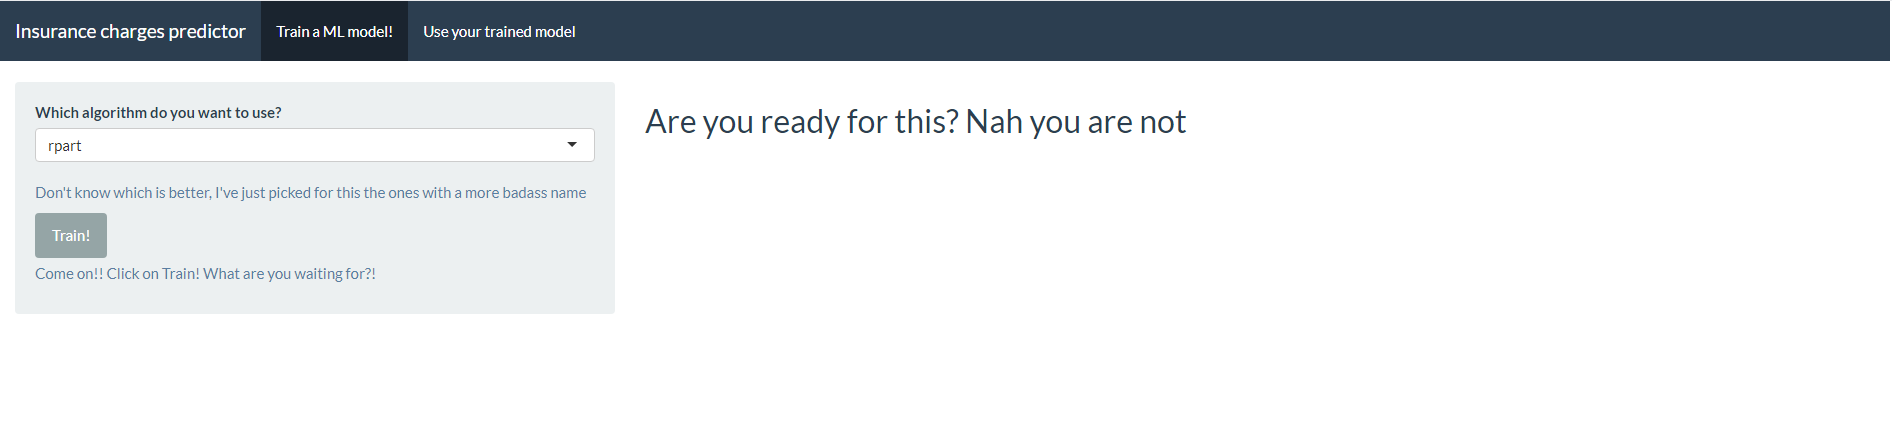 Insurance charges predictor
Train a ML model!
Use your trained model
Which algorithm do you want to use?
rpart
Don't know which is better, I've just picked for this the ones with a more badass name
Train!
Come on!! Click on Train! What are you waiting for?!
Are you ready for this? Nah you are not